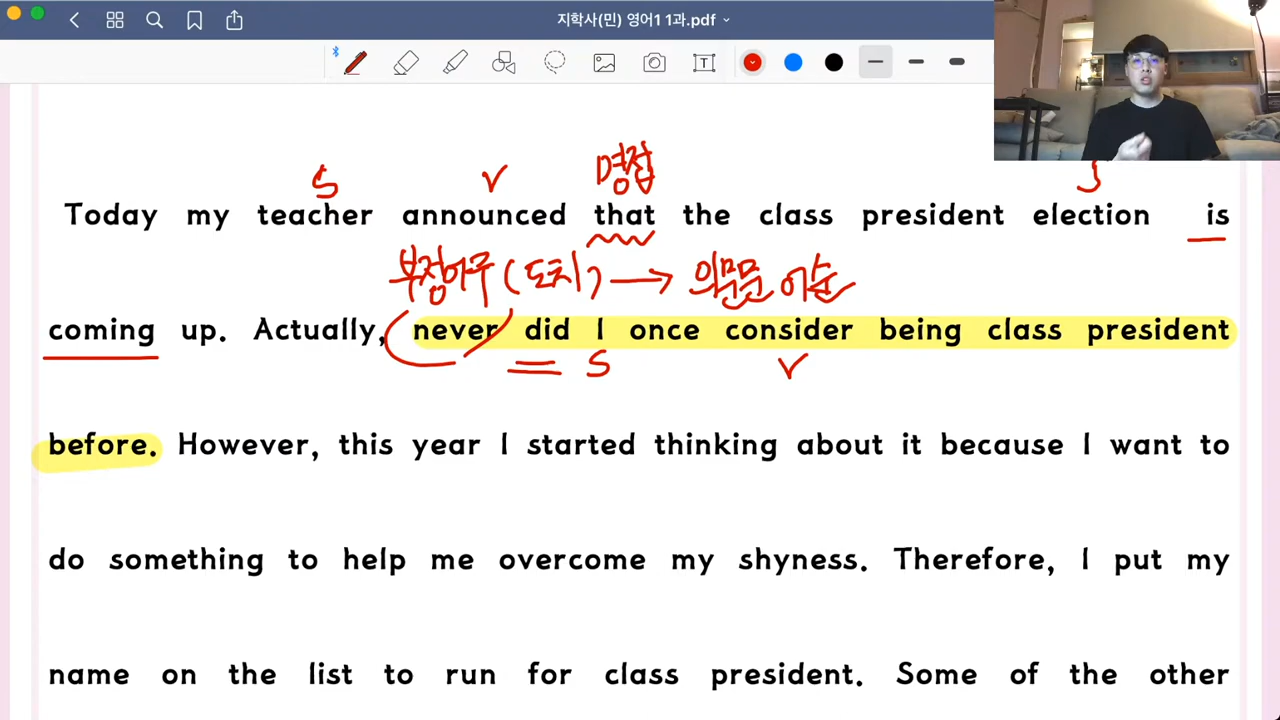 지학사(민) 영어1 1과.pdf
T
명접
S V S
Today my teacher announced that the class president election is
부정어구 (도치) → 의문문 어순
coming up. Actually, never did I once consider being class president
S V
before. However, this year I started thinking about it because I want to
do something to help me overcome my shyness. Therefore, I put my
name on the list to run for class president. Some of the other